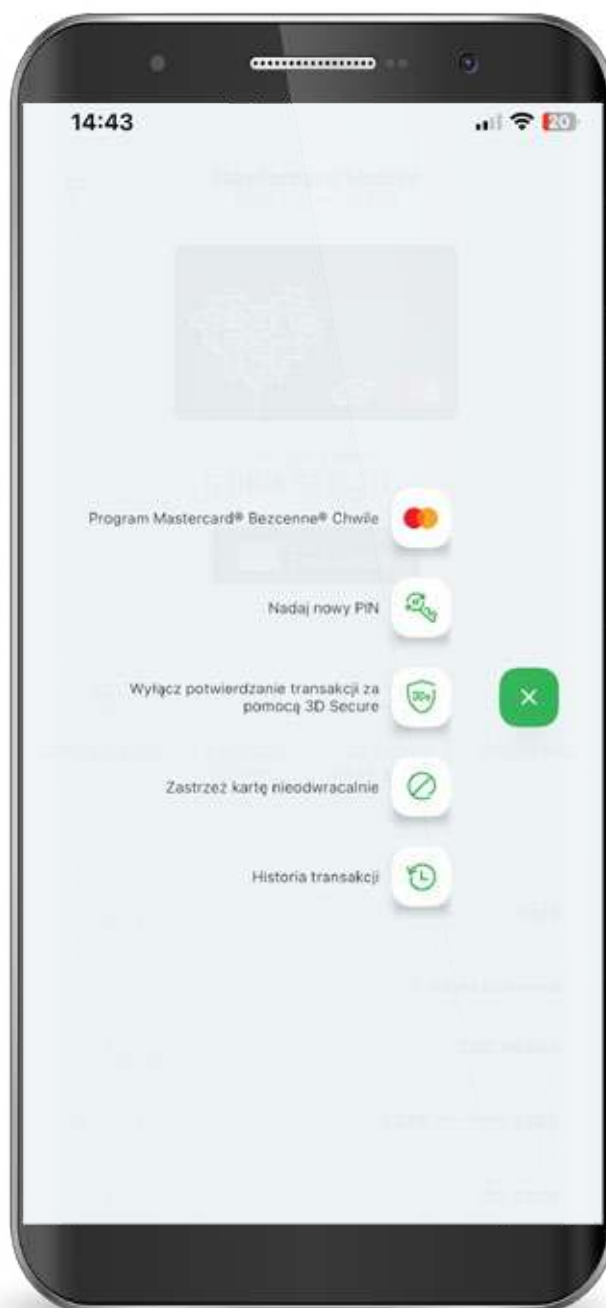 14:43
20
Program Mastercard® Bezcenne® Chwile
Nadaj nowy PIN
Wyłącz potwierdzanie transakcji za
pomocą 3D Secure
3Ds
Zastrzeż kartę nieodwracalnie
Historia transakcji